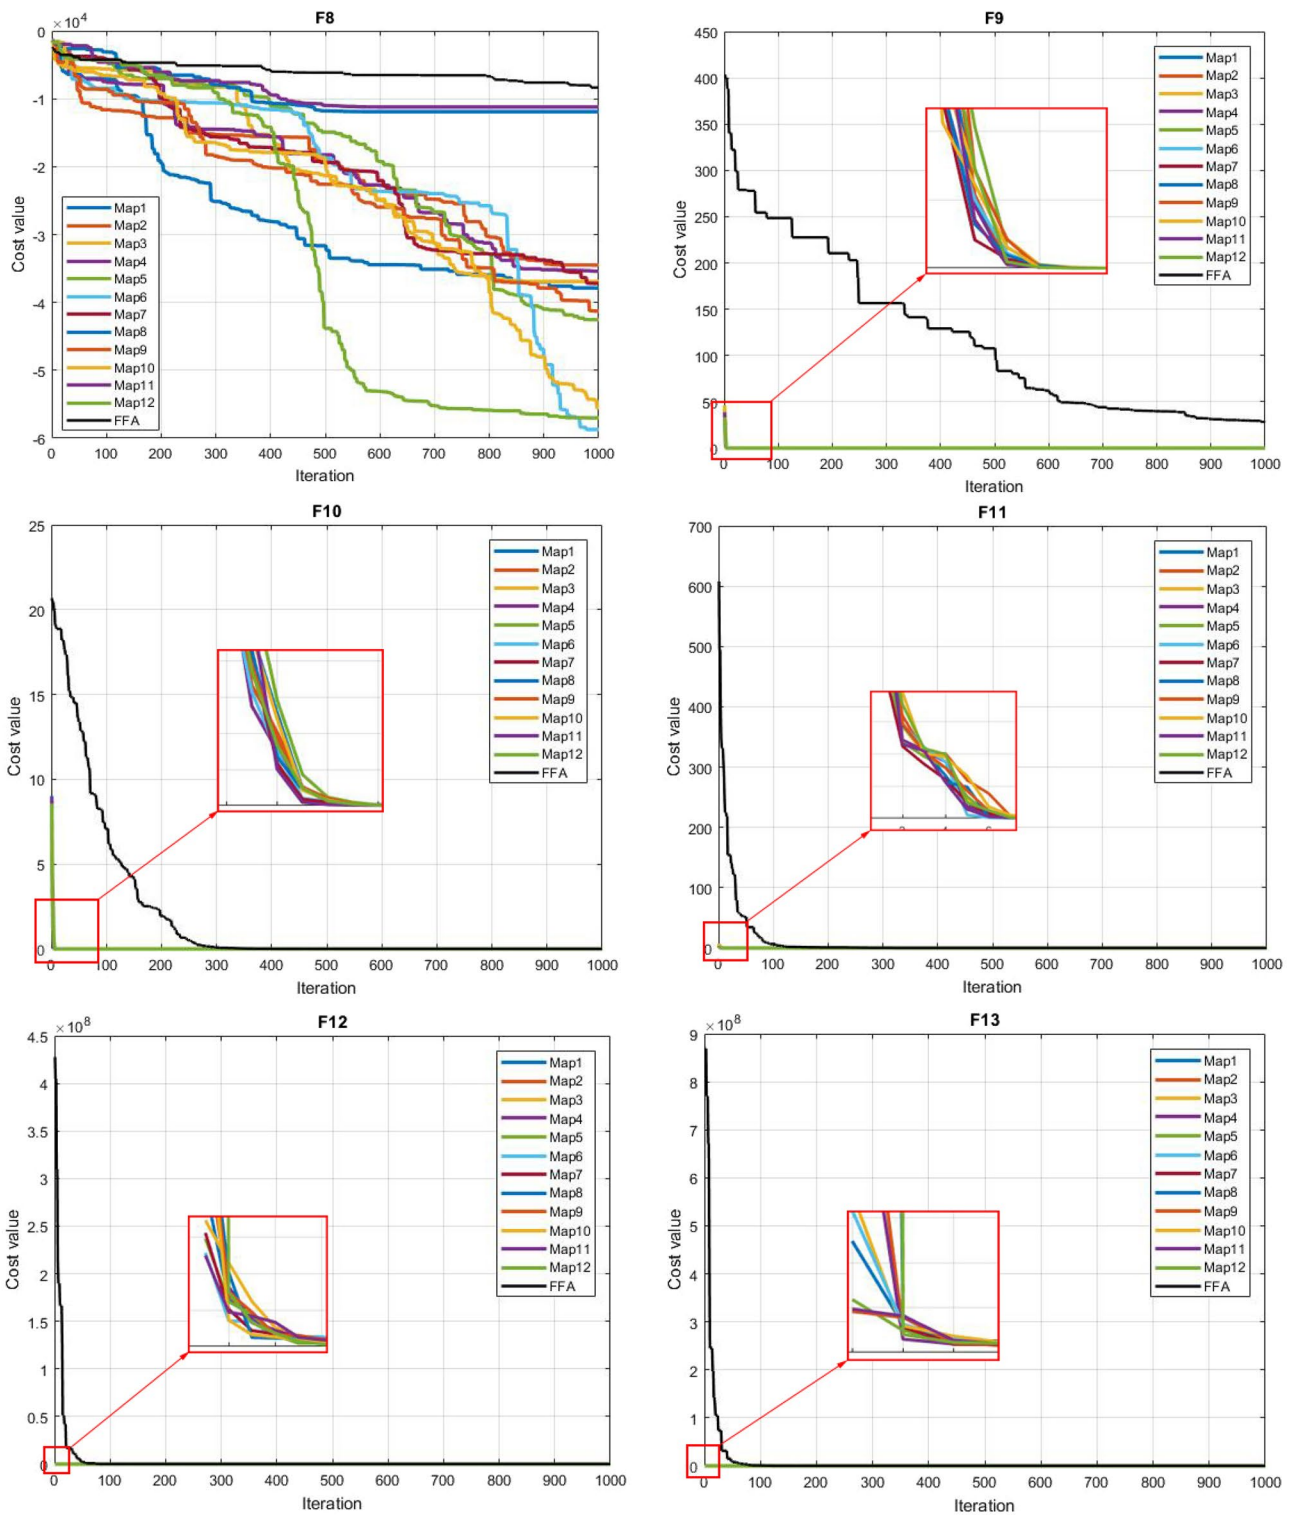 F8
×10^4
0
-1
-2
-3
-4
-5
-6
Cost value
Map1
Map2
Map3
Map4
Map5
Map6
Map7
Map8
Map9
Map10
Map11
Map12
FFA
0 100 200 300 400 500 600 700 800 900 1000
Iteration
F9
450
400
350
300
250
200
150
100
50
0
Cost value
Map1
Map2
Map3
Map4
Map5
Map6
Map7
Map8
Map9
Map10
Map11
Map12
FFA
0 100 200 300 400 500 600 700 800 900 1000
Iteration
F10
25
20
15
10
5
0
Cost value
Map1
Map2
Map3
Map4
Map5
Map6
Map7
Map8
Map9
Map10
Map11
Map12
FFA
0 100 200 300 400 500 600 700 800 900 1000
Iteration
F11
700
600
500
400
300
200
100
0
Cost value
Map1
Map2
Map3
Map4
Map5
Map6
Map7
Map8
Map9
Map10
Map11
Map12
FFA
0 100 200 300 400 500 600 700 800 900 1000
Iteration
F12
×10^8
4.5
4
3.5
3
2.5
2
1.5
1
0.5
0
Cost value
Map1
Map2
Map3
Map4
Map5
Map6
Map7
Map8
Map9
Map10
Map11
Map12
FFA
0 100 200 300 400 500 600 700 800 900 1000
Iteration
F13
×10^8
9
8
7
6
5
4
3
2
1
0
Cost value
Map1
Map2
Map3
Map4
Map5
Map6
Map7
Map8
Map9
Map10
Map11
Map12
FFA
0 100 200 300 400 500 600 700 800 900 1000
Iteration